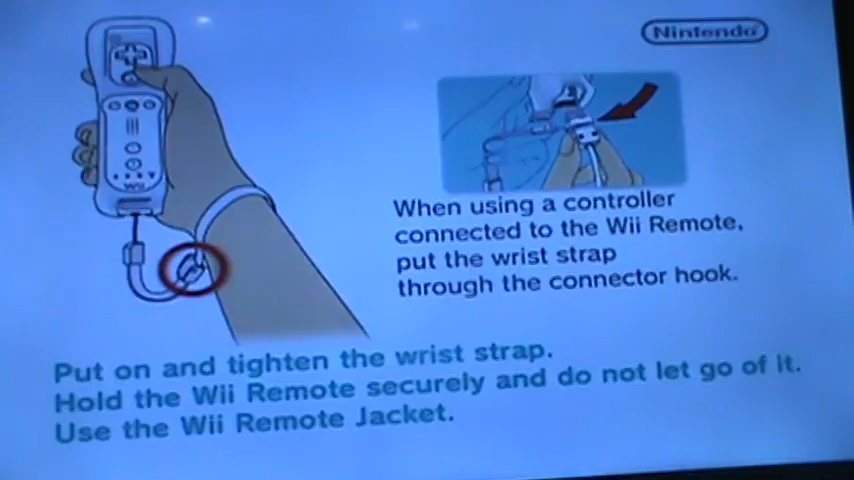 Nintendo
Wii
When using a controller
connected to the Wii Remote,
put the wrist strap
through the connector hook.
Put on and tighten the wrist strap.
Hold the Wii Remote securely and do not let go of it.
Use the Wii Remote Jacket.